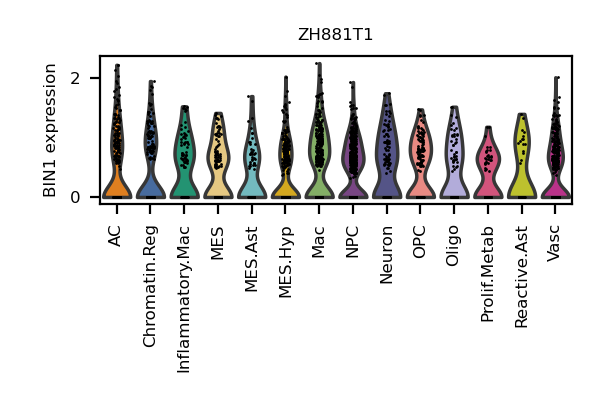 ZH881T1
BIN1 expression
2
0
AC
Chromatin.Reg
Inflammatory.Mac
MES
MES.Ast
MES.Hyp
Mac
NPC
Neuron
OPC
Oligo
Prolif.Metab
Reactive.Ast
Vasc